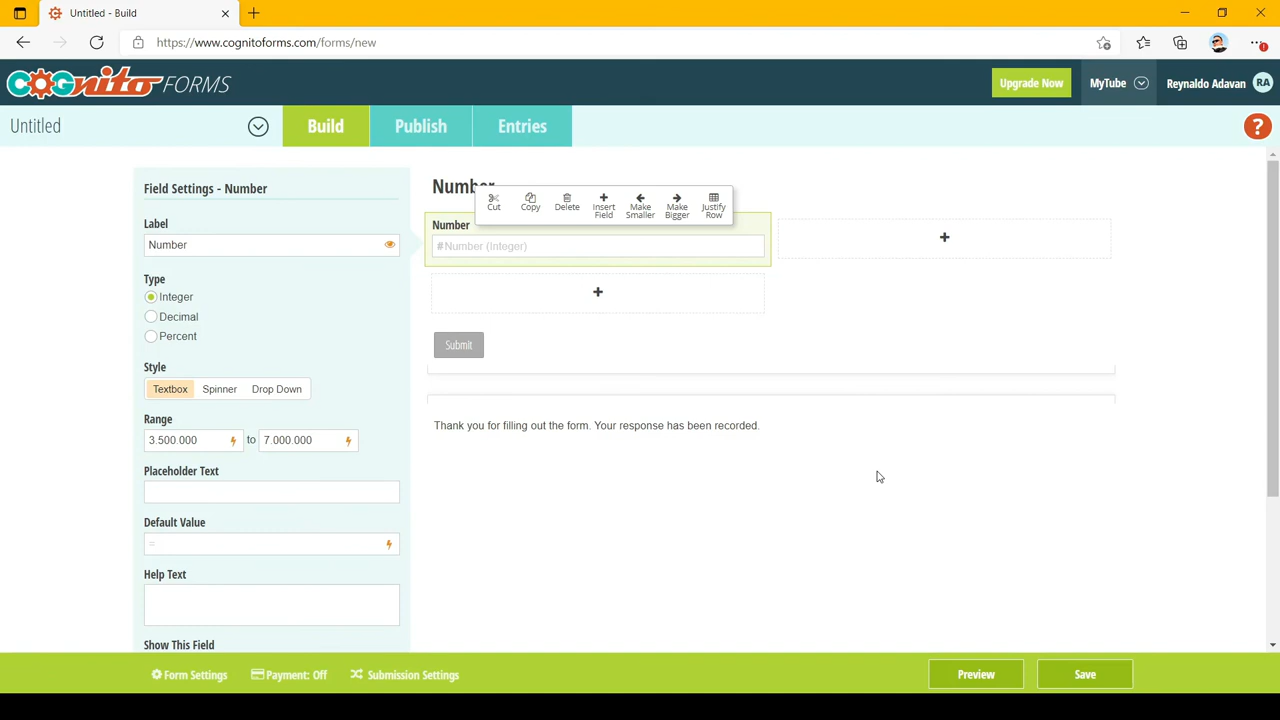 Untitled - Build
https://www.cognitoforms.com/forms/new
COGnito FORMS
Upgrade Now
MyTube
Reynaldo Adavan
RA
Untitled
Build
Publish
Entries
?
Field Settings - Number
Label
Number
Type
Integer
Decimal
Percent
Style
Textbox
Spinner
Drop Down
Range
3.500.000
to
7.000.000
Placeholder Text
Default Value
=
Help Text
Show This Field
Number
Cut
Copy
Delete
Insert
Field
Make
Smaller
Make
Bigger
Justify
Row
Number
#Number (Integer)
Submit
Thank you for filling out the form. Your response has been recorded.
Form Settings
Payment: Off
Submission Settings
Preview
Save